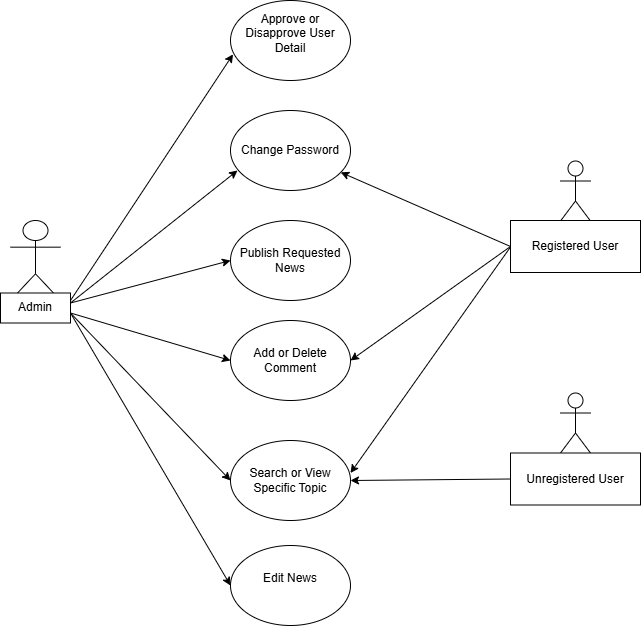 Approve or
Disapprove User
Detail
Change Password
Registered User
Publish Requested
News
Admin
Add or Delete
Comment
Search or View
Specific Topic
Unregistered User
Edit News